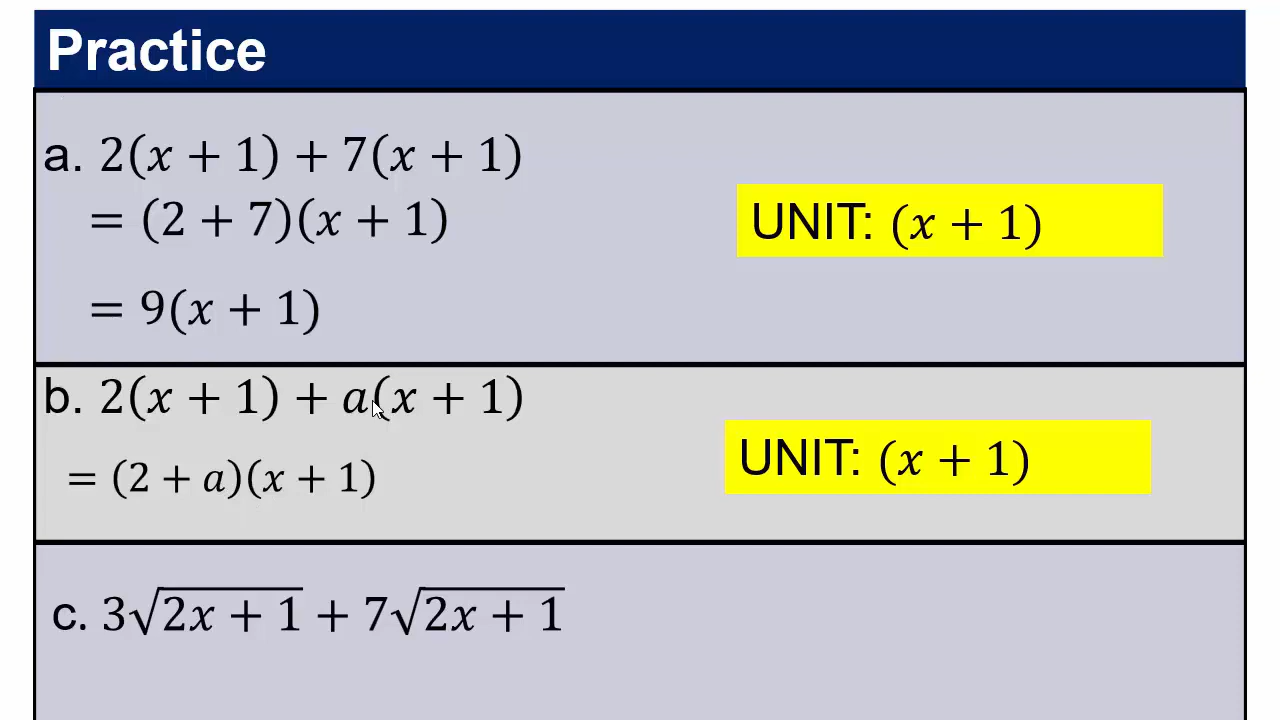 Practice
a. 2(x + 1) + 7(x + 1)
= (2 + 7)(x + 1)
UNIT: (x + 1)
= 9(x + 1)
b. 2(x + 1) + a(x + 1)
= (2 + a)(x + 1)
UNIT: (x + 1)
c. 3√(2x + 1) + 7√(2x + 1)